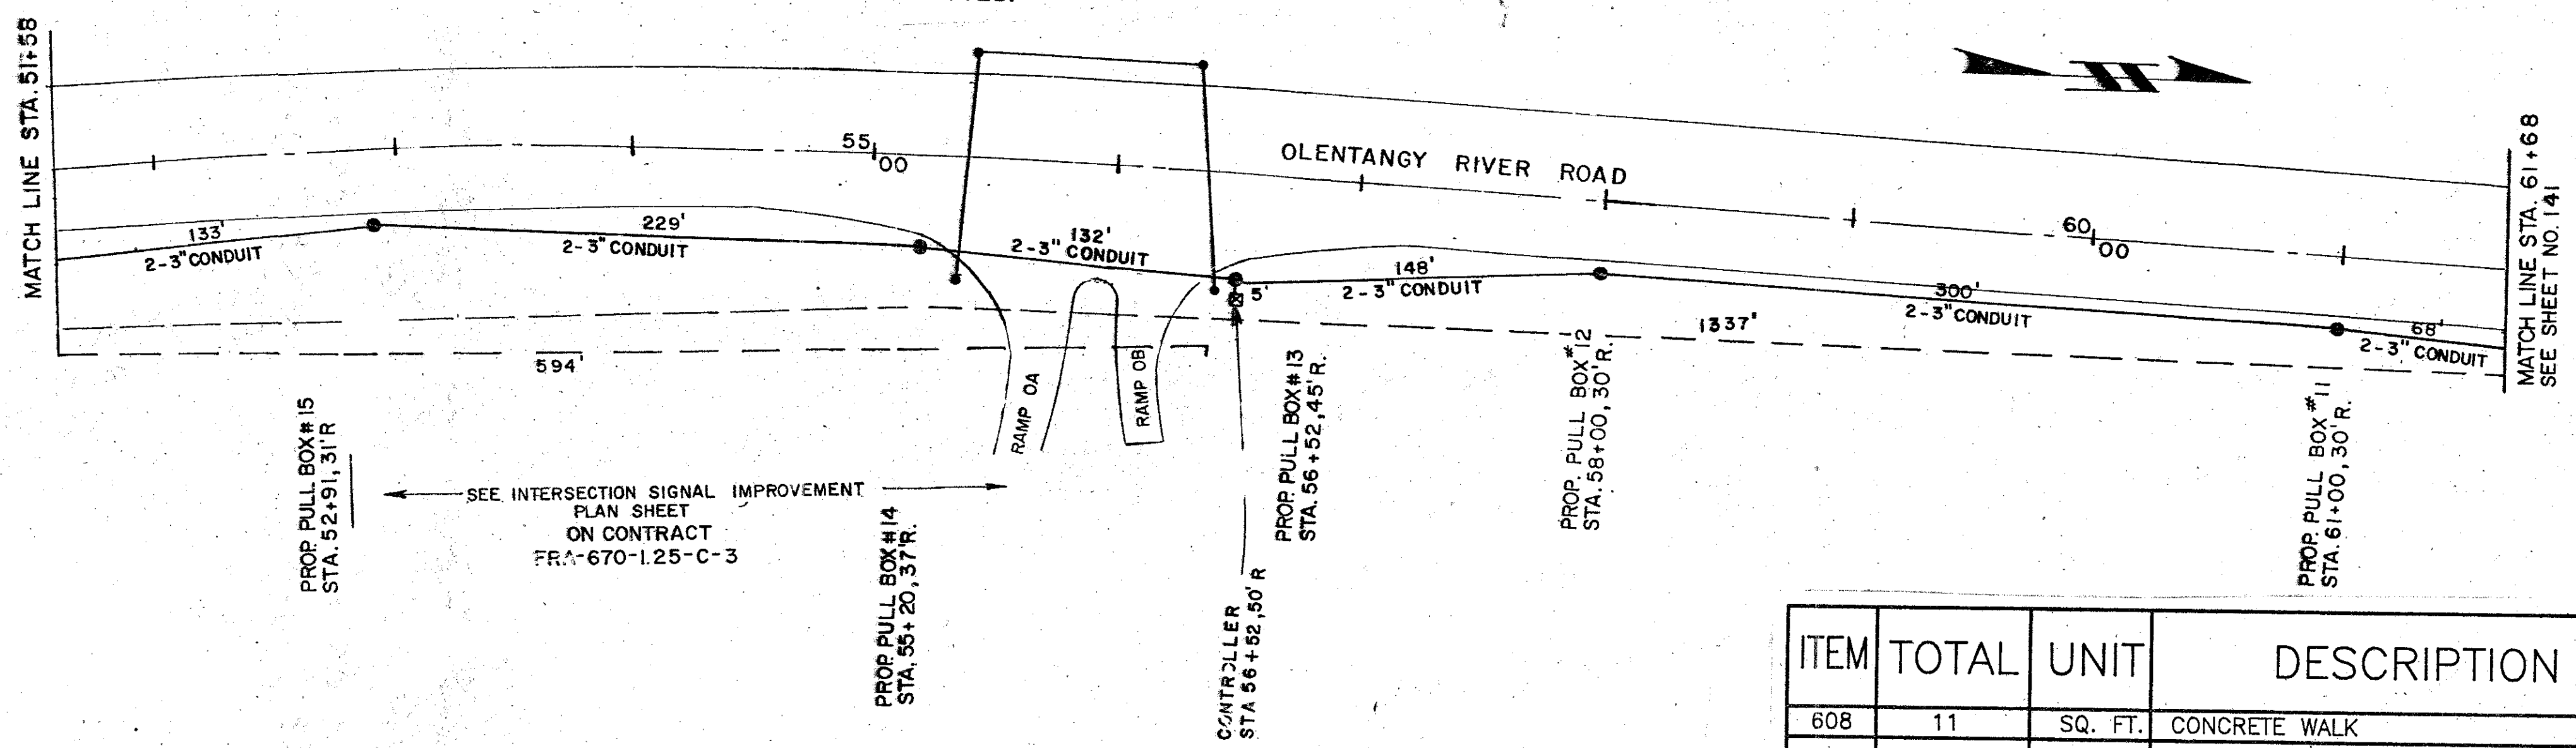 MATCH LINE STA. 51+58
133'
2-3" CONDUIT
229'
2-3" CONDUIT
55
00
132'
2-3" CONDUIT
OLENTANGY RIVER ROAD
5'
148'
2-3" CONDUIT
60
00
300'
2-3" CONDUIT
68'
2-3" CONDUIT
MATCH LINE STA. 61+68
SEE SHEET NO. 141
594'
1337'
RAMP OA
RAMP OB
PROP. PULL BOX #15
STA. 52+91, 31' R
SEE INTERSECTION SIGNAL IMPROVEMENT
PLAN SHEET
ON CONTRACT
FRA-670-1.25-C-3
PROP. PULL BOX #14
STA. 55+20, 37' R.
CONTROLLER
STA 56+52, 50' R
PROP. PULL BOX #13
STA. 56+52, 45' R.
PROP. PULL BOX #12
STA. 58+00, 30' R.
PROP. PULL BOX #11
STA. 61+00, 30' R.
ITEM TOTAL UNIT DESCRIPTION
608 11 SQ. FT. CONCRETE WALK